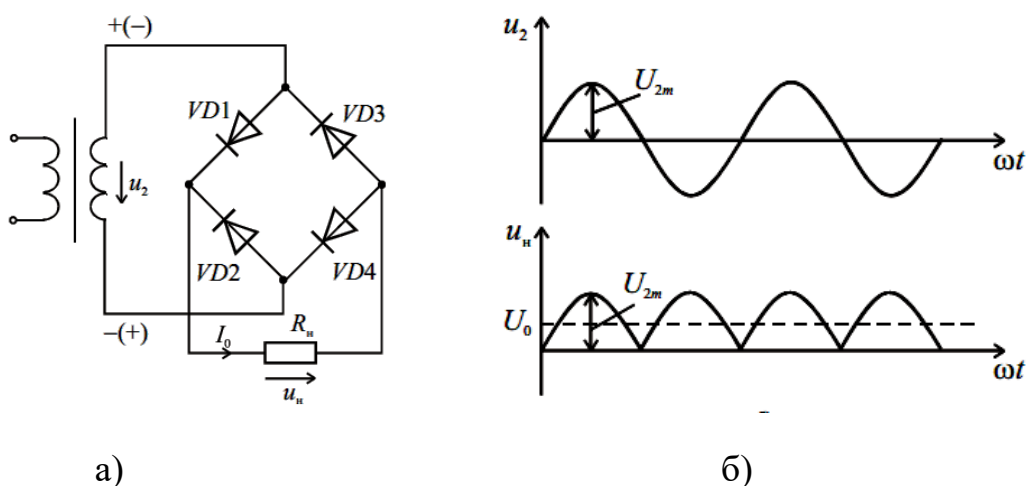 +(−)
VD1
VD3
u₂
VD2
VD4
−(+)
I₀
Rн
uн
а)
u₂
U₂ₘ
ωt
uн
U₂ₘ
U₀
ωt
б)